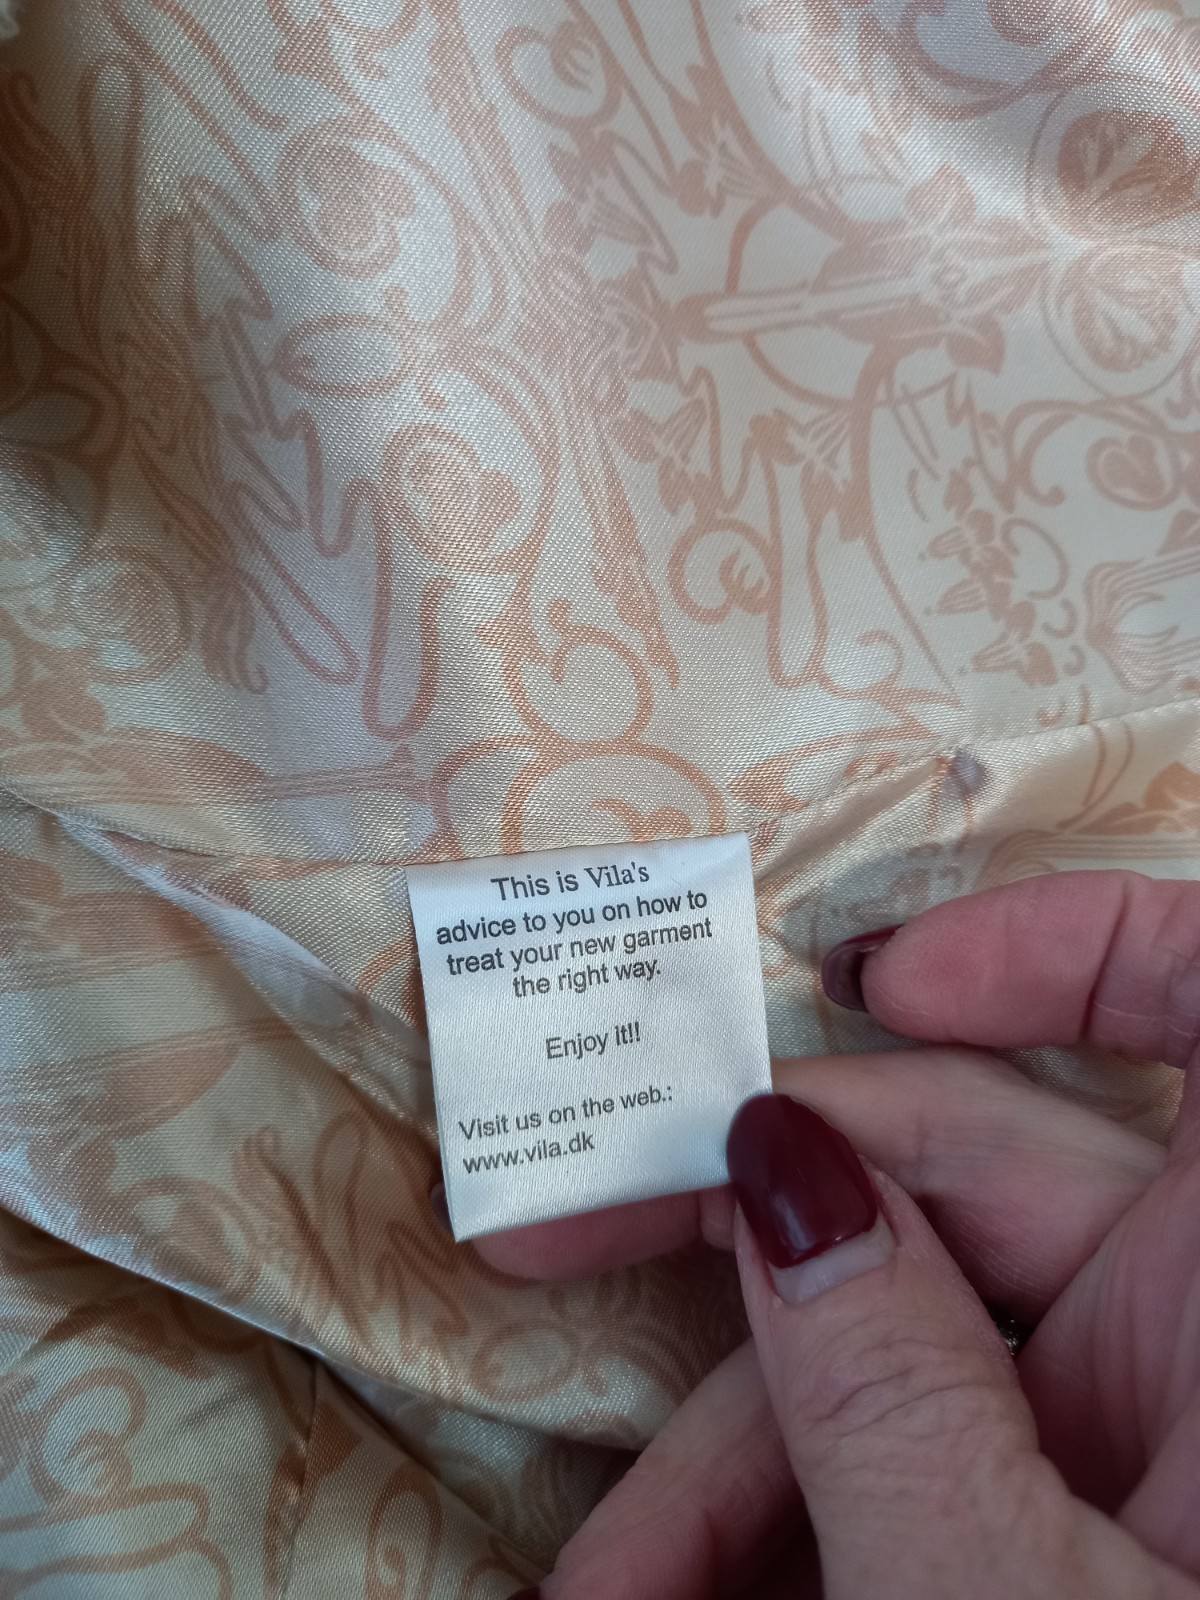 This is Vila's
advice to you on how to
treat your new garment
the right way.
Enjoy it!!
Visit us on the web.:
www.vila.dk